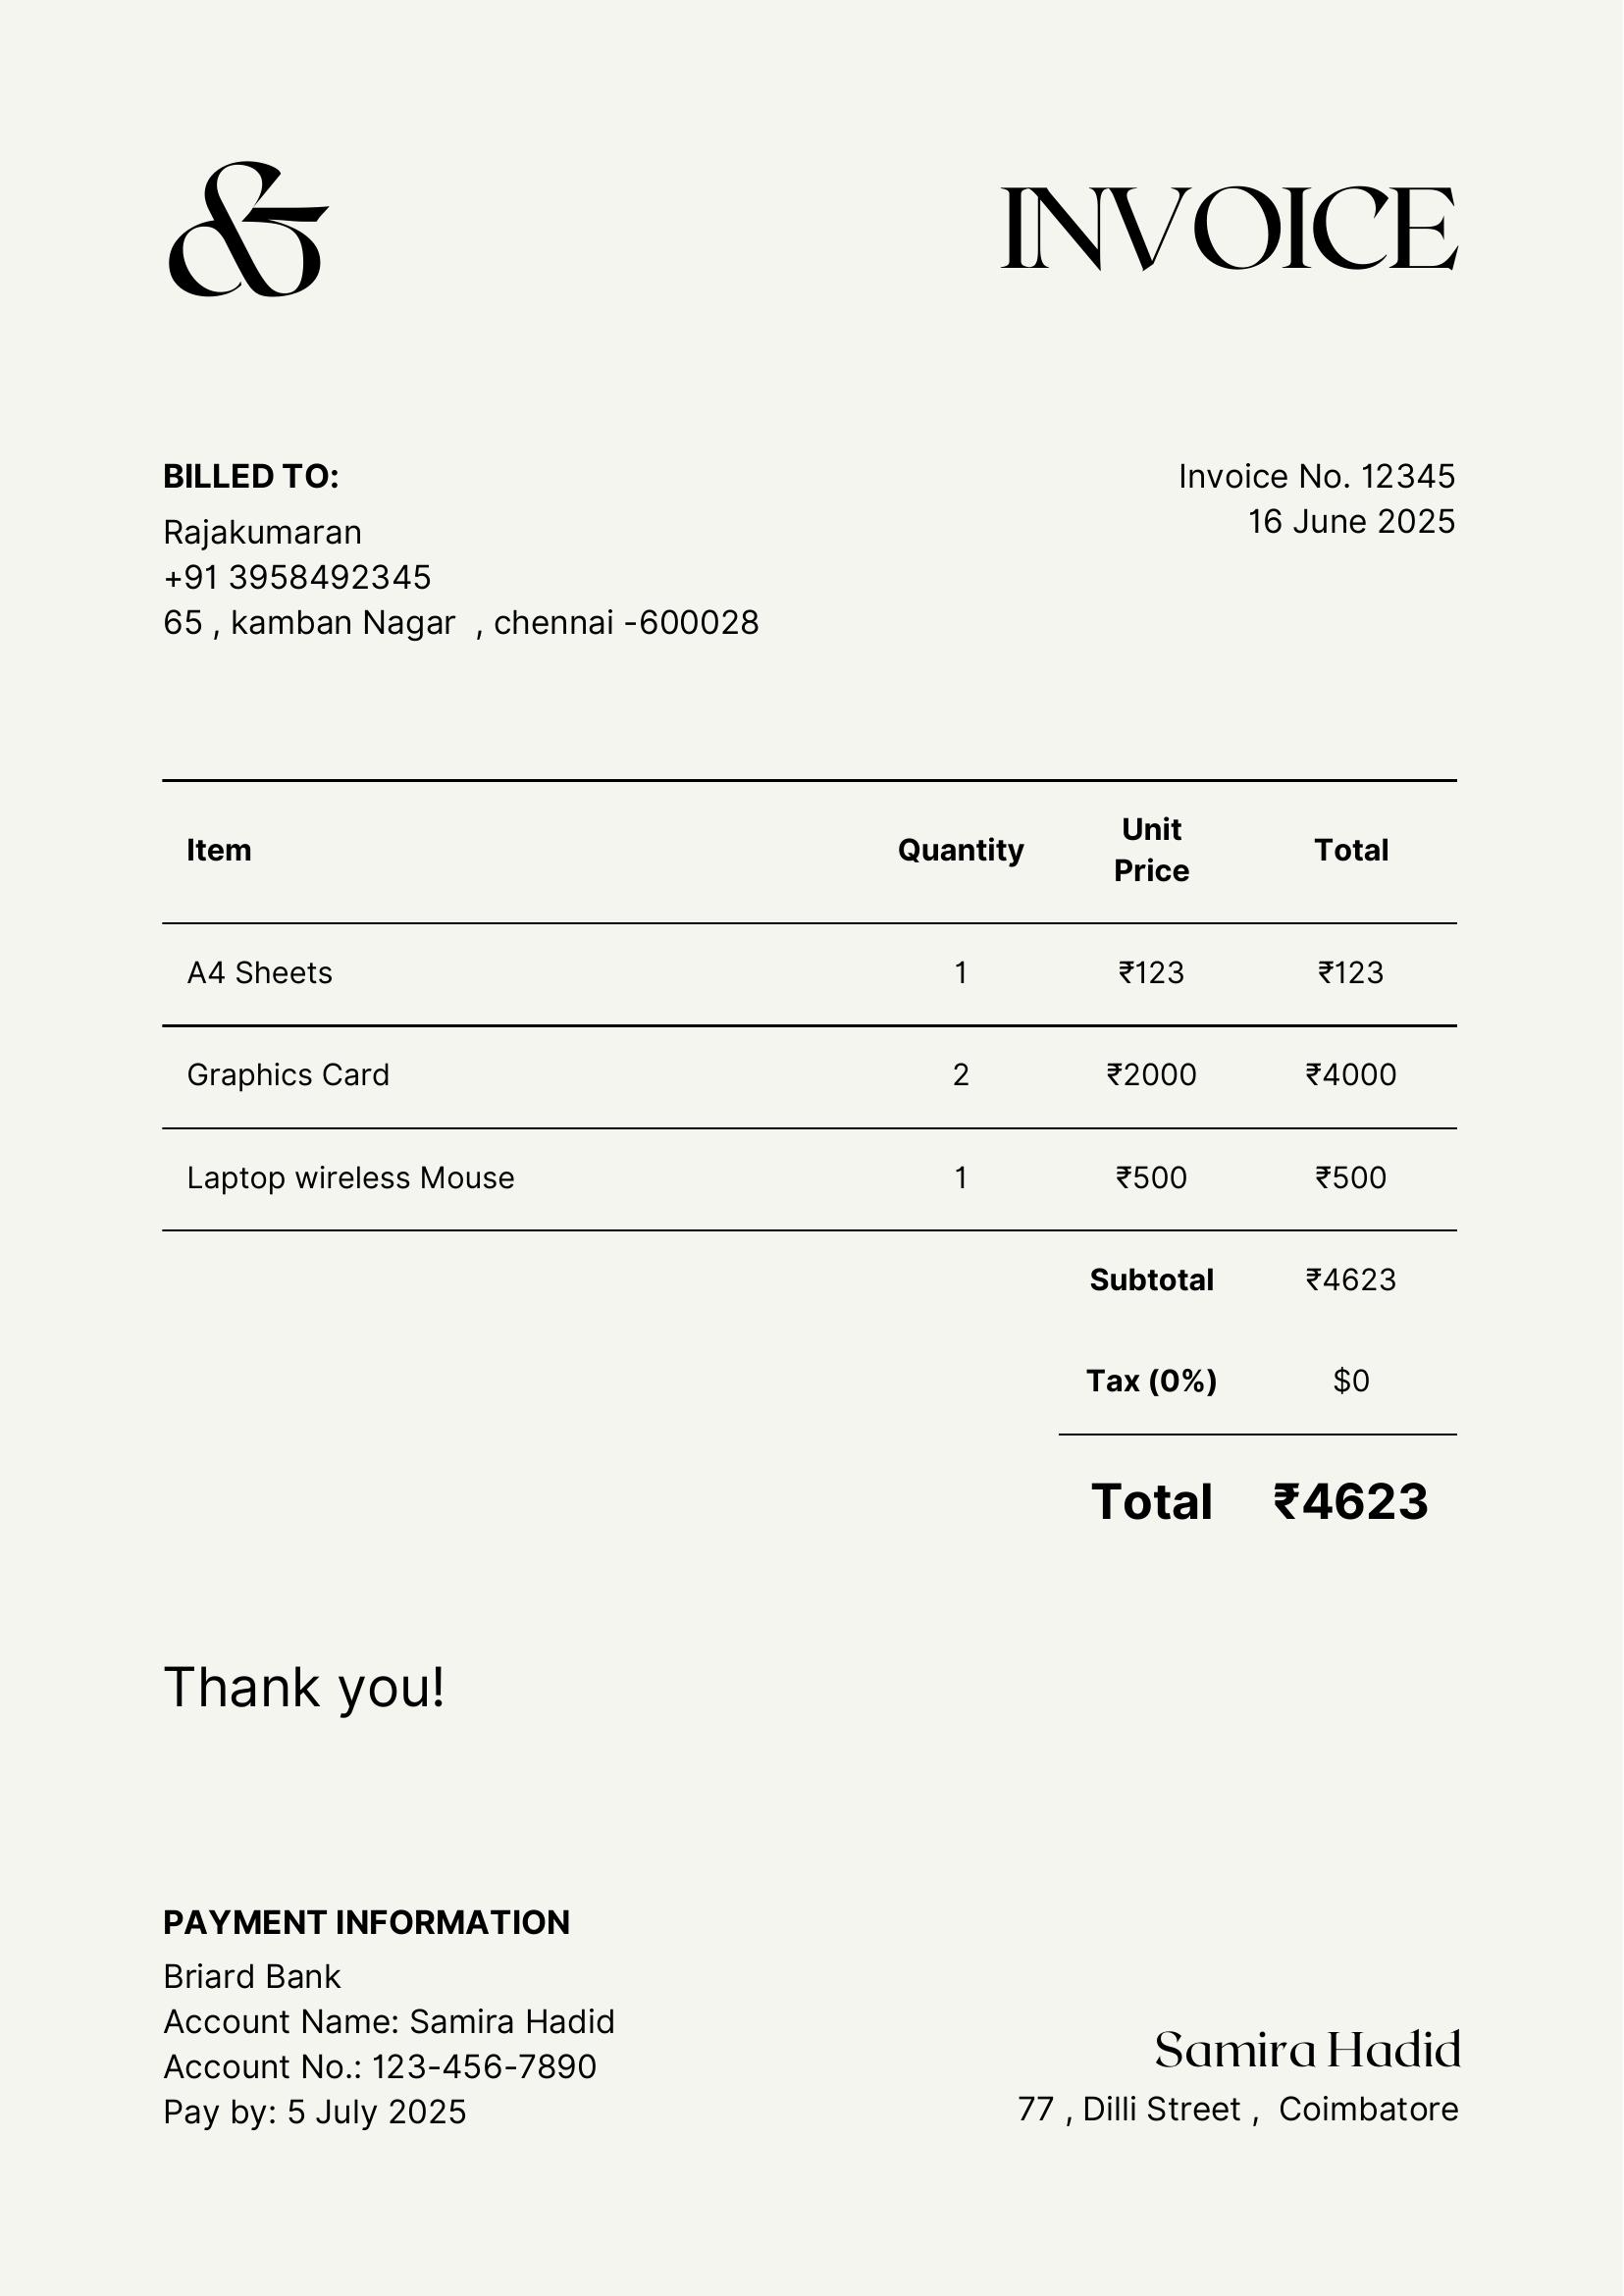 & INVOICE
BILLED TO:
Rajakumaran
+91 3958492345
65 , kamban Nagar  , chennai -600028
Invoice No. 12345
16 June 2025
Item Quantity Unit Price Total
A4 Sheets 1 ₹123 ₹123
Graphics Card 2 ₹2000 ₹4000
Laptop wireless Mouse 1 ₹500 ₹500
Subtotal ₹4623
Tax (0%) $0
Total ₹4623
Thank you!
PAYMENT INFORMATION
Briard Bank
Account Name: Samira Hadid
Account No.: 123-456-7890
Pay by: 5 July 2025
Samira Hadid
77 , Dilli Street ,  Coimbatore